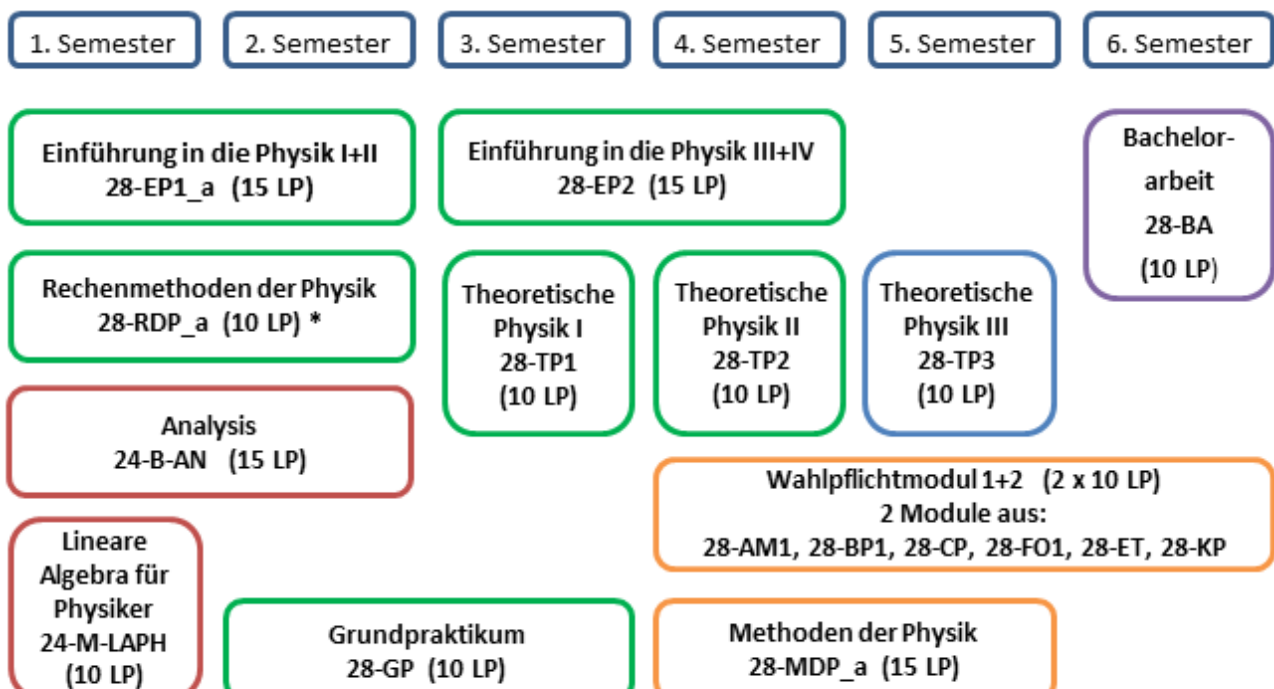 1. Semester
2. Semester
3. Semester
4. Semester
5. Semester
6. Semester
Einführung in die Physik I+II
28-EP1_a (15 LP)
Einführung in die Physik III+IV
28-EP2 (15 LP)
Bachelor-
arbeit
28-BA
(10 LP)
Rechenmethoden der Physik
28-RDP_a (10 LP) *
Theoretische
Physik I
28-TP1
(10 LP)
Theoretische
Physik II
28-TP2
(10 LP)
Theoretische
Physik III
28-TP3
(10 LP)
Analysis
24-B-AN (15 LP)
Wahlpflichtmodul 1+2 (2 x 10 LP)
2 Module aus:
28-AM1, 28-BP1, 28-CP, 28-FO1, 28-ET, 28-KP
Lineare
Algebra für
Physiker
24-M-LAPH
(10 LP)
Grundpraktikum
28-GP (10 LP)
Methoden der Physik
28-MDP_a (15 LP)